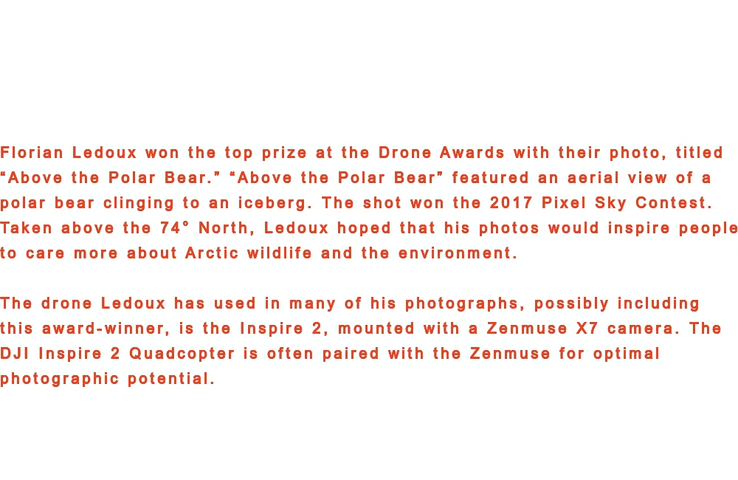 Florian Ledoux won the top prize at the Drone Awards with their photo, titled
“Above the Polar Bear.” “Above the Polar Bear” featured an aerial view of a
polar bear clinging to an iceberg. The shot won the 2017 Pixel Sky Contest.
Taken above the 74° North, Ledoux hoped that his photos would inspire people
to care more about Arctic wildlife and the environment.

The drone Ledoux has used in many of his photographs, possibly including
this award-winner, is the Inspire 2, mounted with a Zenmuse X7 camera. The
DJI Inspire 2 Quadcopter is often paired with the Zenmuse for optimal
photographic potential.